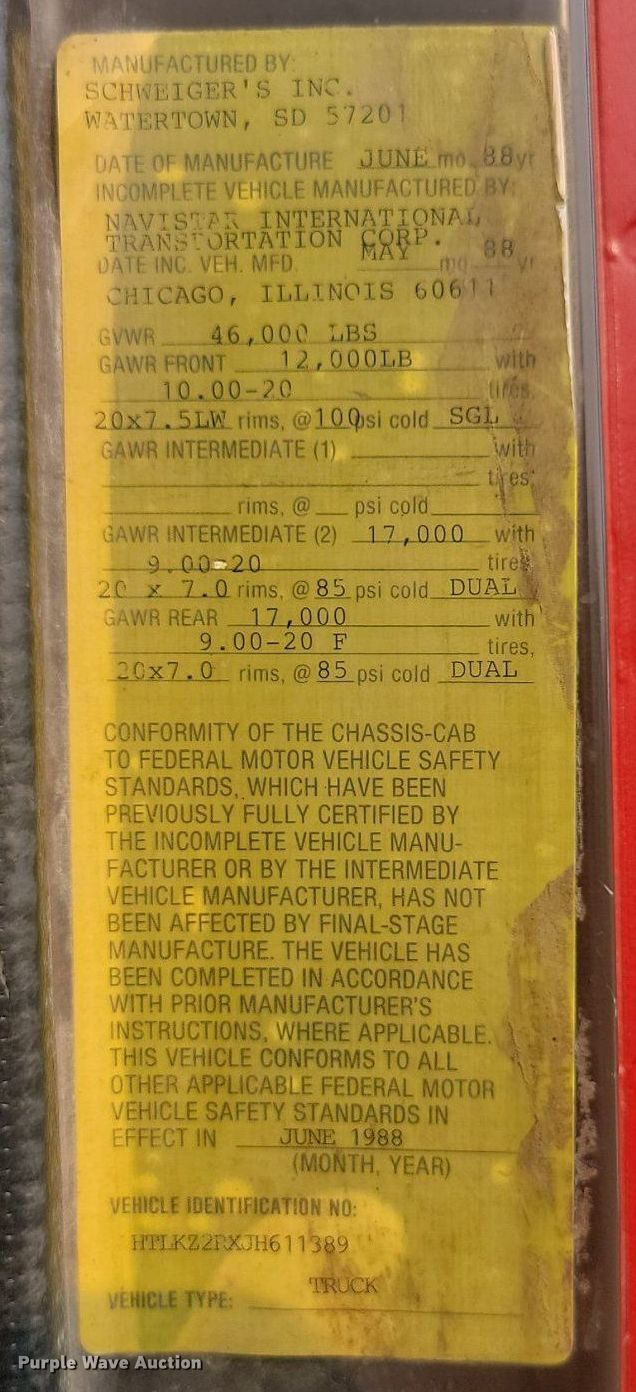 MANUFACTURED BY:
SCHWEIGER'S INC.
WATERTOWN, SD 57201
DATE OF MANUFACTURE JUNE mo. 88 yr
INCOMPLETE VEHICLE MANUFACTURED BY:
NAVISTAR INTERNATIONAL
TRANSPORTATION CORP.
DATE INC. VEH. MFD. MAY mo 88 yr
CHICAGO, ILLINOIS 60611
GVWR 46,000 LBS
GAWR FRONT 12,000LB with
10.00-20 tires,
20x7.5LW rims, @ 100psi cold SGL
GAWR INTERMEDIATE (1) with
tires,
rims, @ psi cold
GAWR INTERMEDIATE (2) 17,000 with
9.00-20 tires
20 x 7.0 rims, @ 85 psi cold DUAL
GAWR REAR 17,000 with
9.00-20 F tires,
20x7.0 rims, @ 85 psi cold DUAL
CONFORMITY OF THE CHASSIS-CAB
TO FEDERAL MOTOR VEHICLE SAFETY
STANDARDS, WHICH HAVE BEEN
PREVIOUSLY FULLY CERTIFIED BY
THE INCOMPLETE VEHICLE MANU-
FACTURER OR BY THE INTERMEDIATE
VEHICLE MANUFACTURER, HAS NOT
BEEN AFFECTED BY FINAL-STAGE
MANUFACTURE. THE VEHICLE HAS
BEEN COMPLETED IN ACCORDANCE
WITH PRIOR MANUFACTURER'S
INSTRUCTIONS, WHERE APPLICABLE.
THIS VEHICLE CONFORMS TO ALL
OTHER APPLICABLE FEDERAL MOTOR
VEHICLE SAFETY STANDARDS IN
EFFECT IN JUNE 1988
(MONTH, YEAR)
VEHICLE IDENTIFICATION NO:
HTLKZ2RXJH611389
VEHICLE TYPE: TRUCK
Purple Wave Auction